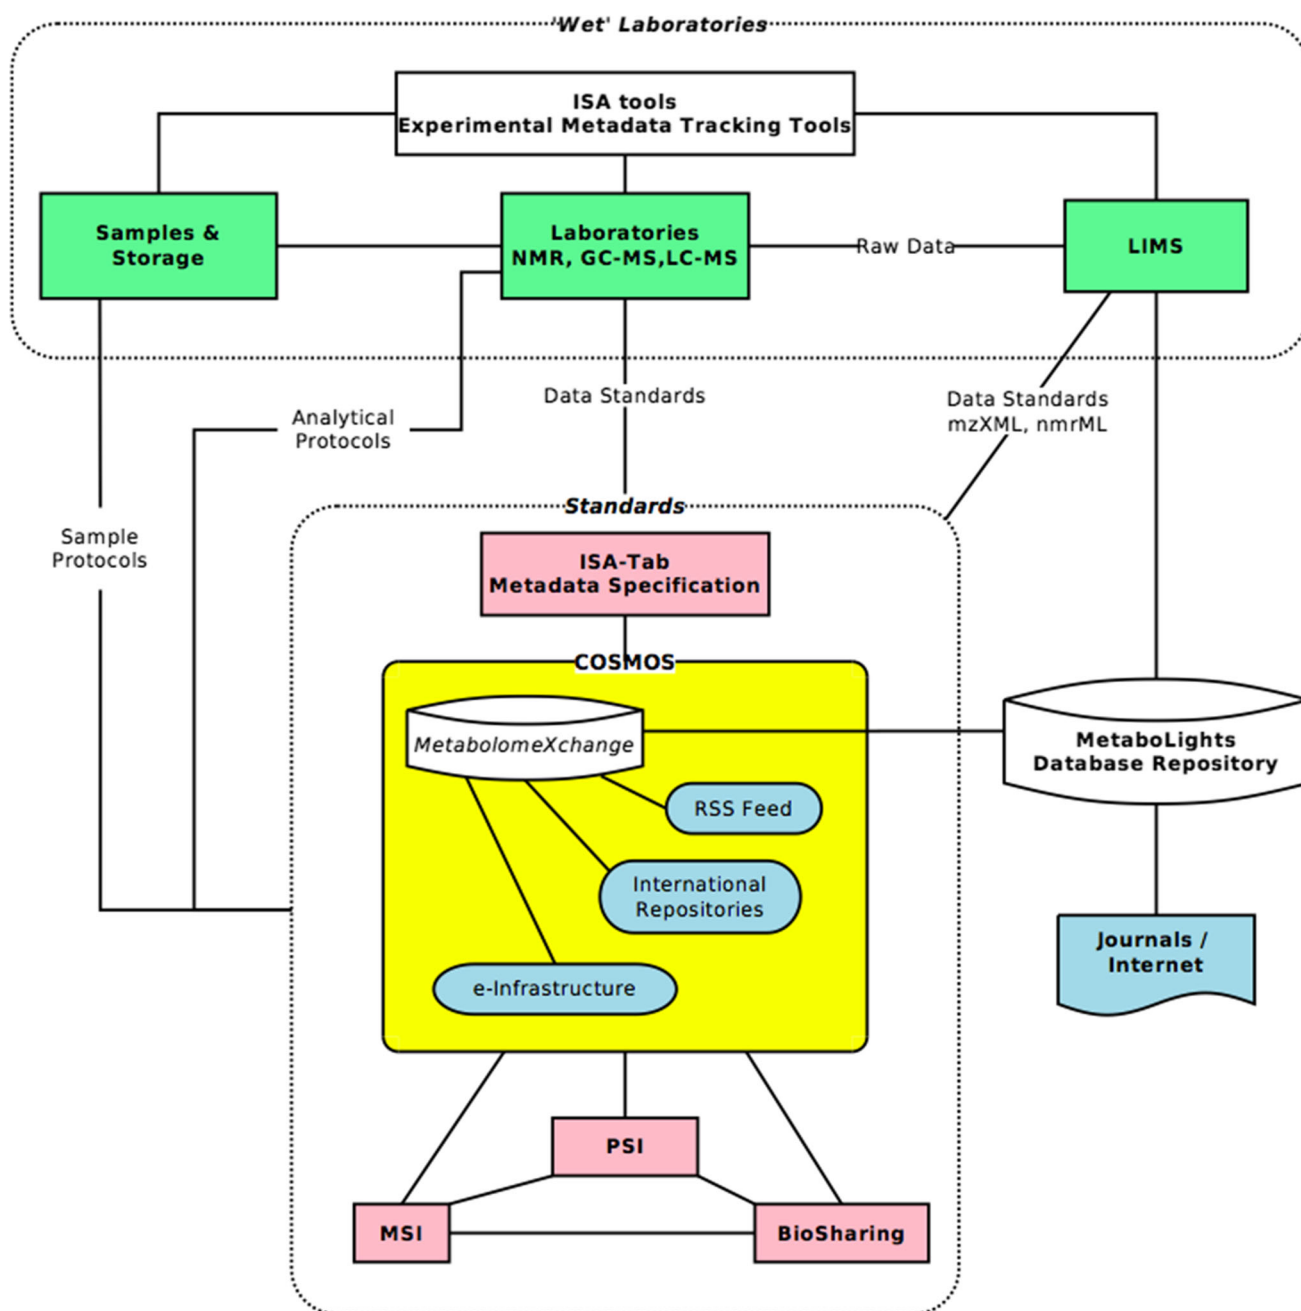 'Wet' Laboratories
ISA tools
Experimental Metadata Tracking Tools
Samples &
Storage
Laboratories
NMR, GC-MS,LC-MS
Raw Data
LIMS
Data Standards
Data Standards
mzXML, nmrML
Analytical
Protocols
Sample
Protocols
Standards
ISA-Tab
Metadata Specification
COSMOS
MetabolomeXchange
MetaboLights
Database Repository
RSS Feed
International
Repositories
Journals /
Internet
e-Infrastructure
PSI
MSI
BioSharing